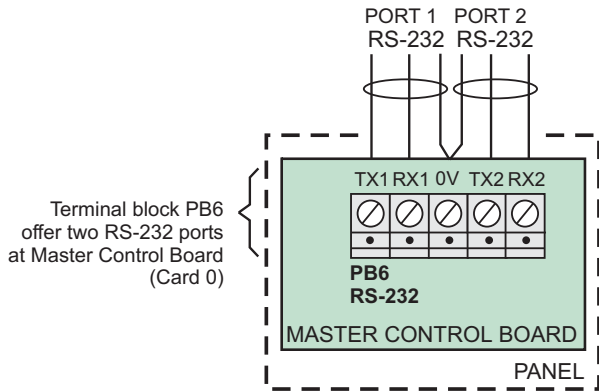 PORT 1 PORT 2
RS-232 RS-232
TX1 RX1 0V TX2 RX2
Terminal block PB6
offer two RS-232 ports
at Master Control Board
(Card 0)
PB6
RS-232
MASTER CONTROL BOARD
PANEL